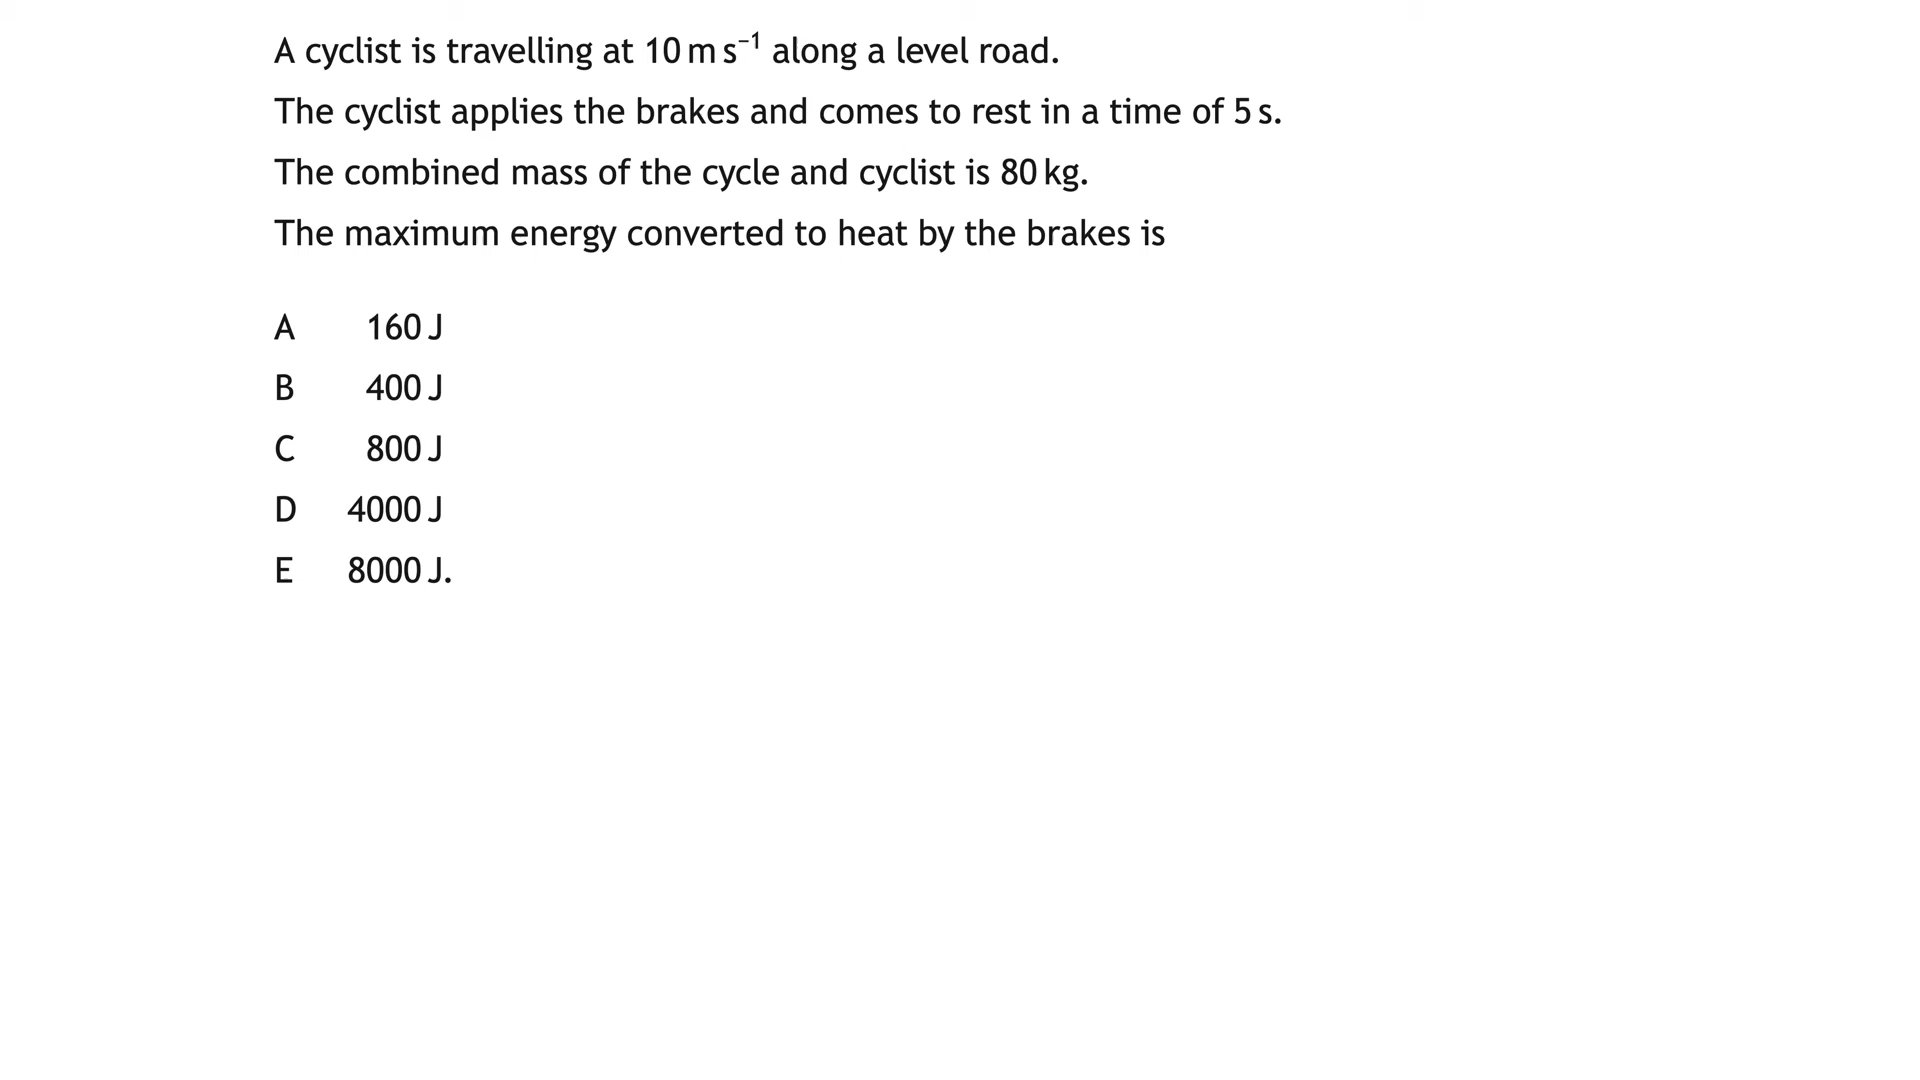 A cyclist is travelling at 10 m s⁻¹ along a level road.
The cyclist applies the brakes and comes to rest in a time of 5 s.
The combined mass of the cycle and cyclist is 80 kg.
The maximum energy converted to heat by the brakes is
A 160 J
B 400 J
C 800 J
D 4000 J
E 8000 J.